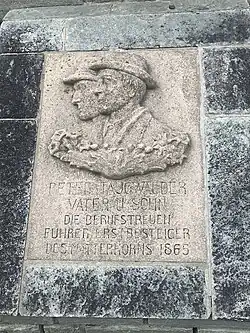 PETER TAUGWALDER
VATER U. SOHN
DIE BERUFSTREUEN
FÜHRER, ERSTBESTEIGER
DES MATTERHORNS 1865